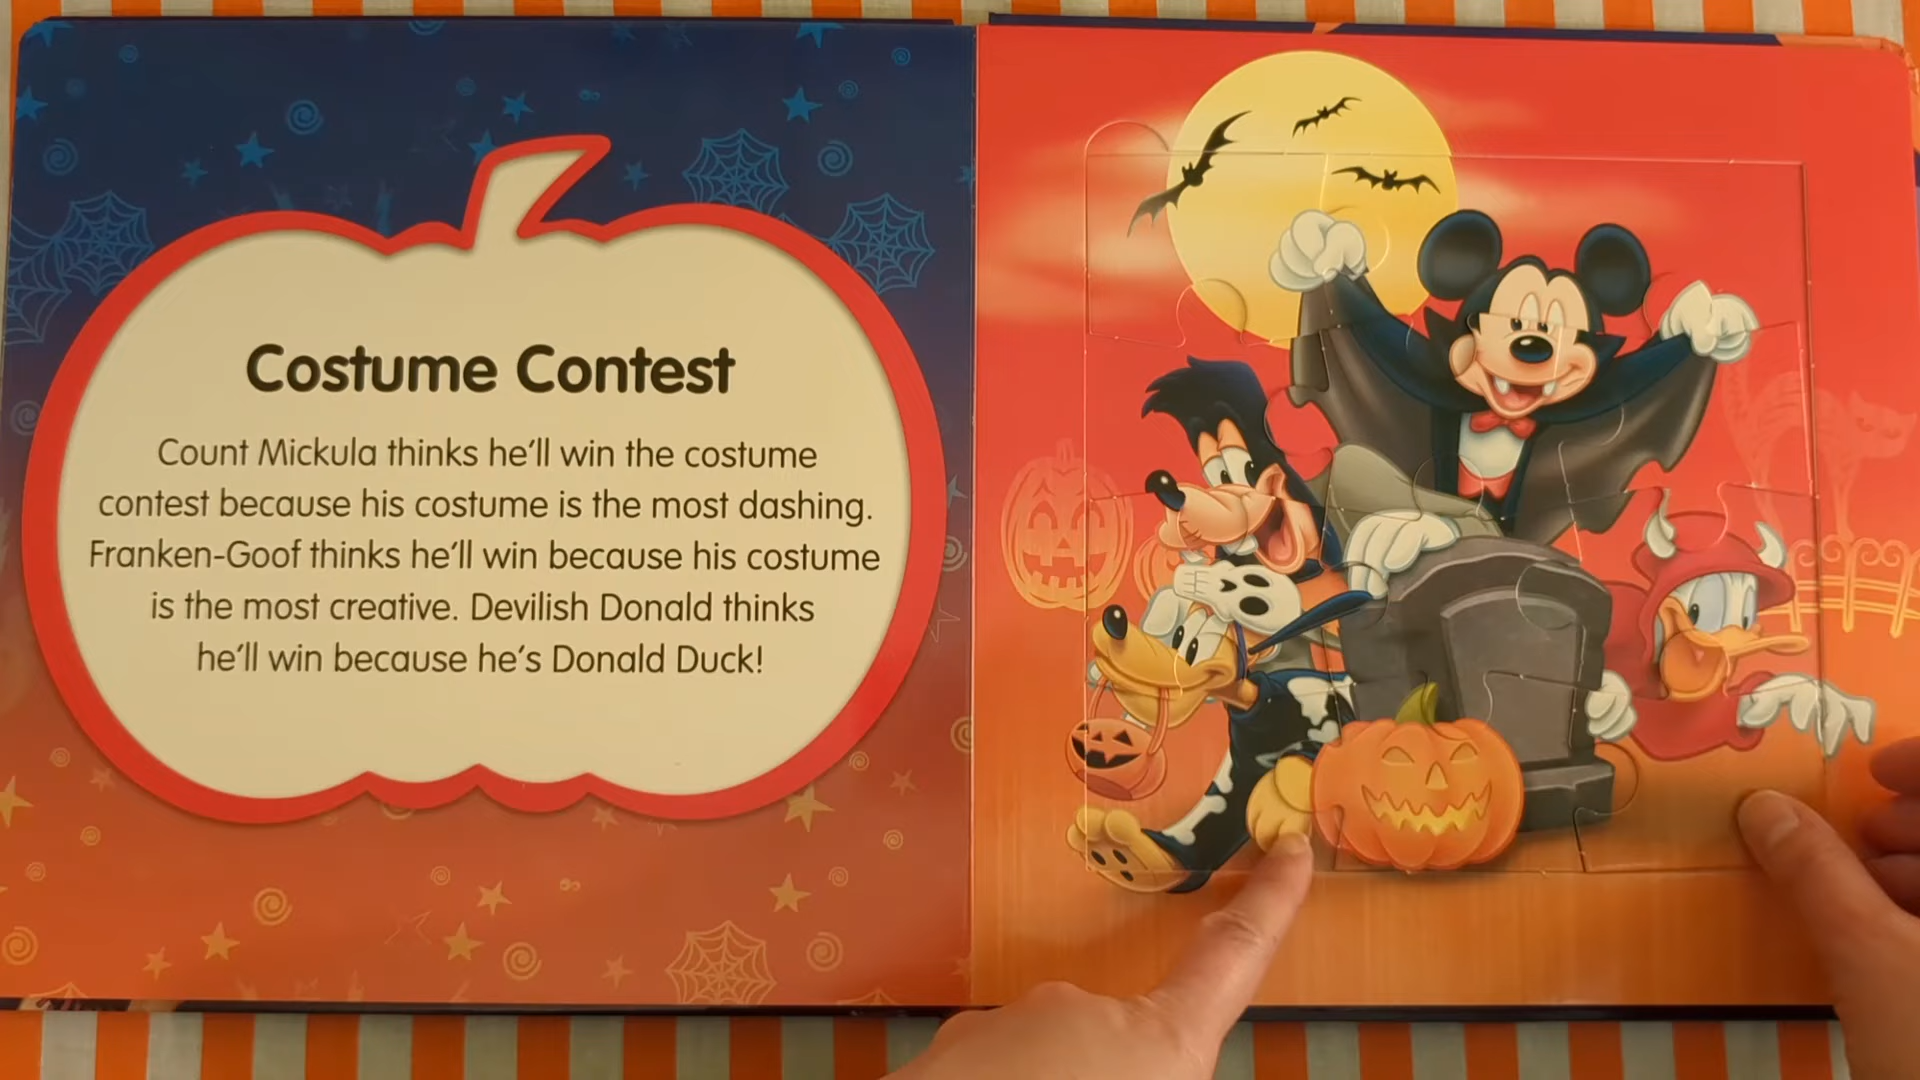 Costume Contest
Count Mickula thinks he'll win the costume
contest because his costume is the most dashing.
Franken-Goof thinks he'll win because his costume
is the most creative. Devilish Donald thinks
he'll win because he's Donald Duck!